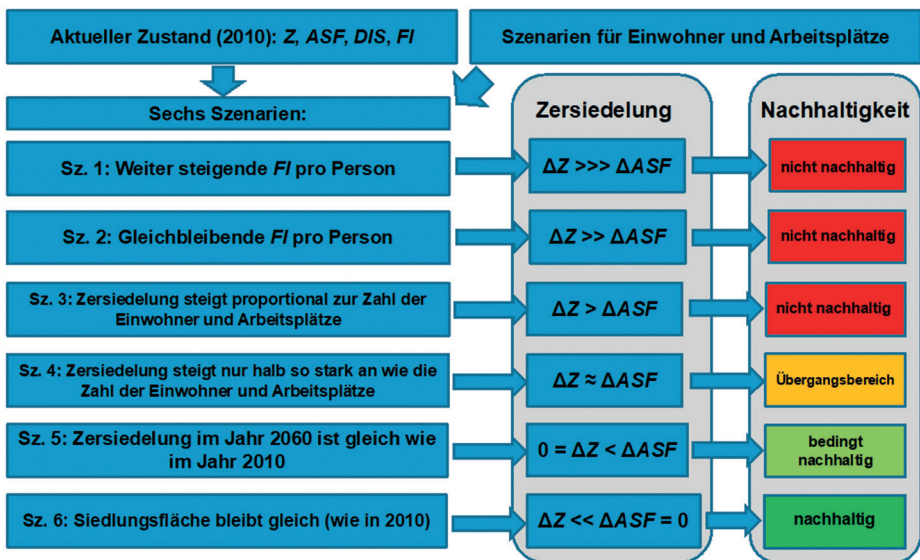 Aktueller Zustand (2010): Z, ASF, DIS, FI
Szenarien für Einwohner und Arbeitsplätze
Sechs Szenarien:
Zersiedelung
Nachhaltigkeit
Sz. 1: Weiter steigende FI pro Person
ΔZ >>> ΔASF
nicht nachhaltig
Sz. 2: Gleichbleibende FI pro Person
ΔZ >> ΔASF
nicht nachhaltig
Sz. 3: Zersiedelung steigt proportional zur Zahl der
Einwohner und Arbeitsplätze
ΔZ > ΔASF
nicht nachhaltig
Sz. 4: Zersiedelung steigt nur halb so stark an wie die
Zahl der Einwohner und Arbeitsplätze
ΔZ ≈ ΔASF
Übergangsbereich
Sz. 5: Zersiedelung im Jahr 2060 ist gleich wie
im Jahr 2010
0 = ΔZ < ΔASF
bedingt
nachhaltig
Sz. 6: Siedlungsfläche bleibt gleich (wie in 2010)
ΔZ << ΔASF = 0
nachhaltig